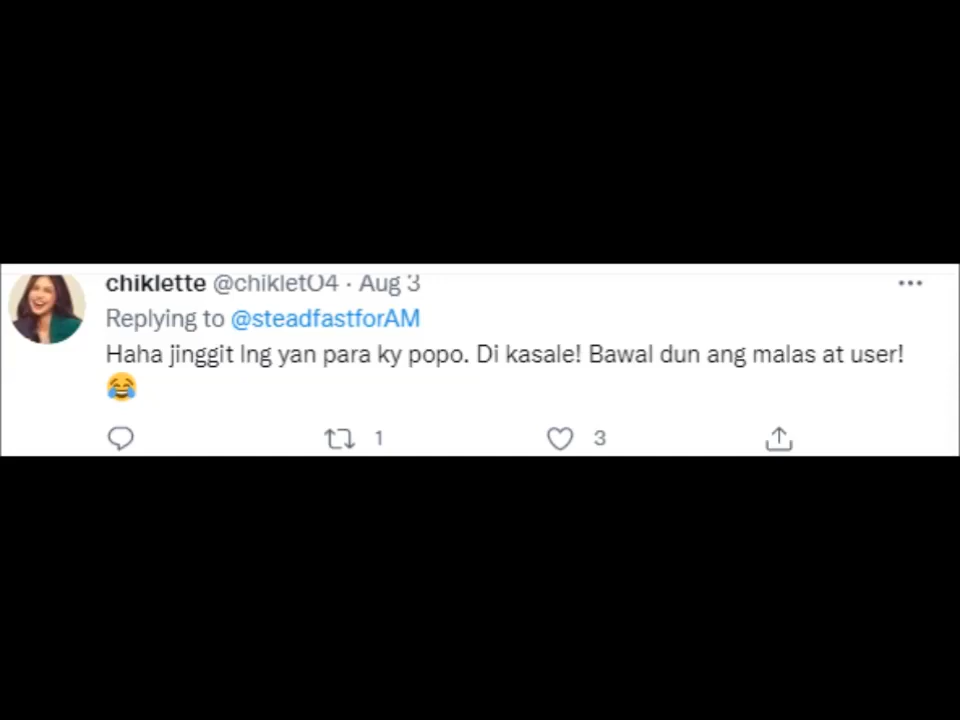 chiklette @chiklet04 · Aug 3
Replying to @steadfastforAM
Haha jinggit lng yan para ky popo. Di kasale! Bawal dun ang malas at user!
😂
1 3